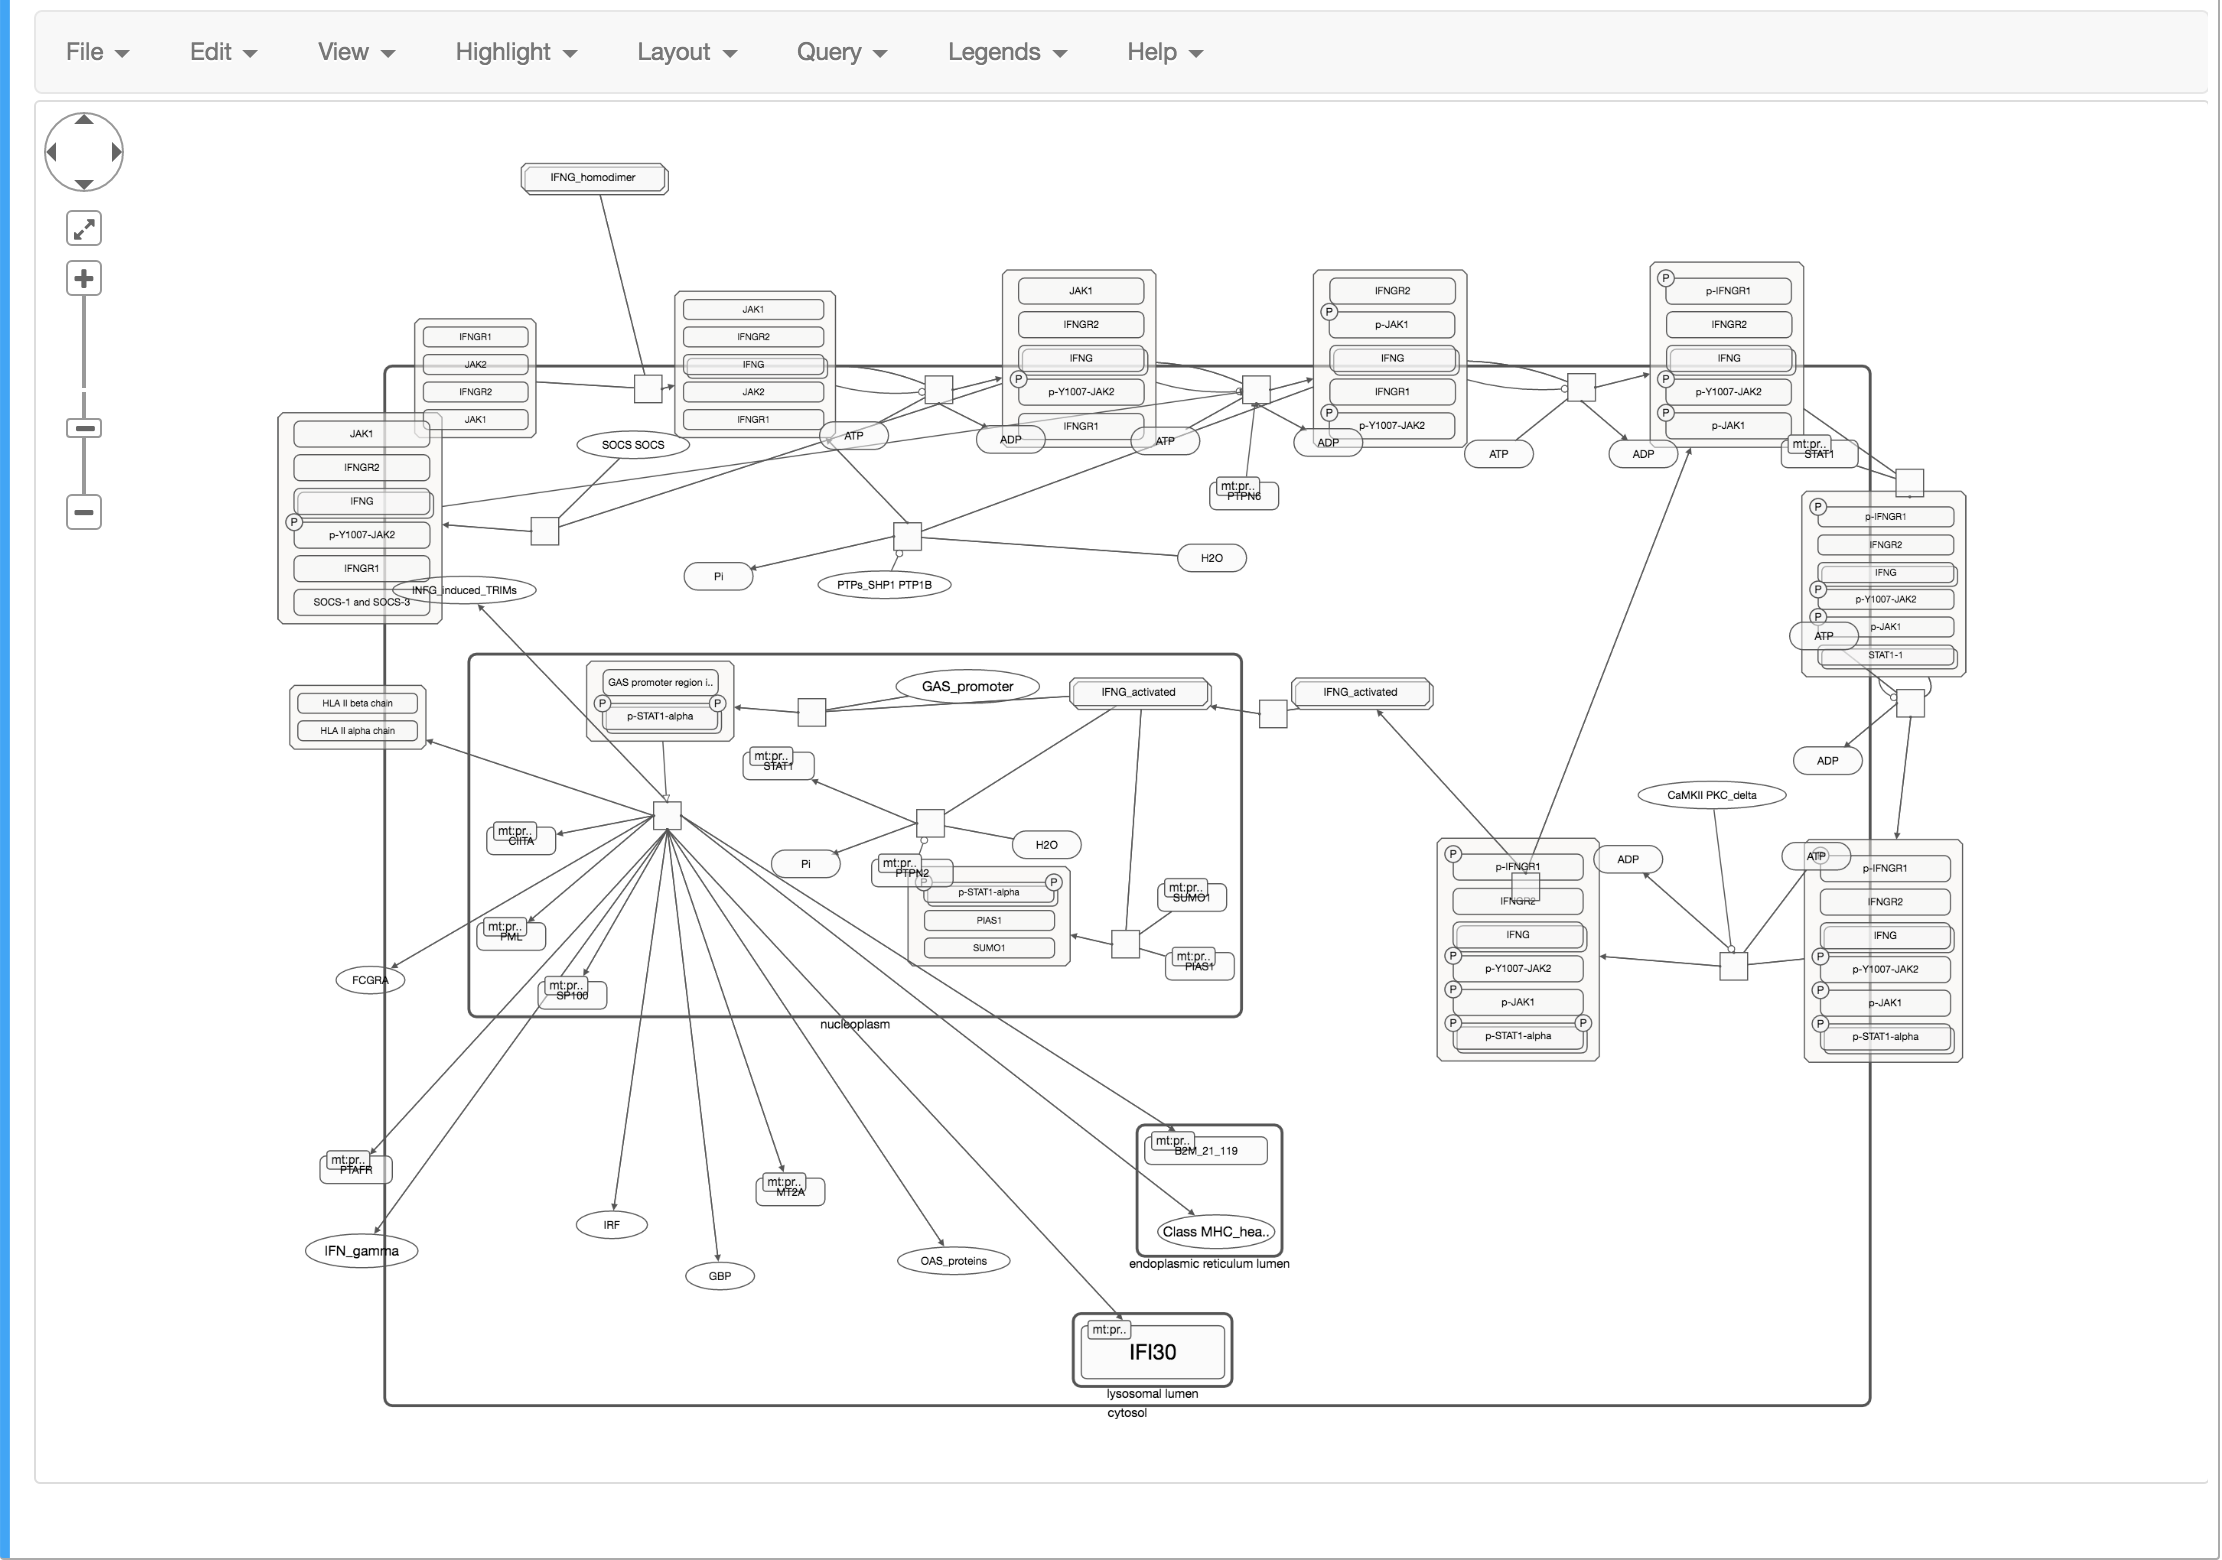 File Edit View Highlight Layout Query Legends Help
IFNG_homodimer
IFNGR1
JAK2
IFNGR2
JAK1
JAK1
IFNGR2
IFNG
JAK2
IFNGR1
JAK1
IFNGR2
IFNG
P
p-Y1007-JAK2
IFNGR1
IFNGR2
P
p-JAK1
IFNG
IFNGR1
P
p-Y1007-JAK2
P
p-IFNGR1
IFNGR2
IFNG
P
p-Y1007-JAK2
P
p-JAK1
ATP
ADP
ATP
ADP
ATP
ADP
mt:pr..
STAT1
SOCS SOCS
JAK1
IFNGR2
IFNG
P
p-Y1007-JAK2
IFNGR1
SOCS-1 and SOCS-3
INFG_induced_TRIMs
mt:pr..
PTPN6
Pi
PTPs_SHP1 PTP1B
H2O
P
p-IFNGR1
IFNGR2
IFNG
P
p-Y1007-JAK2
P
p-JAK1
ATP
STAT1-1
HLA II beta chain
HLA II alpha chain
GAS promoter region i..
P
P
p-STAT1-alpha
GAS_promoter
IFNG_activated
IFNG_activated
mt:pr..
STAT1
ADP
CaMKII PKC_delta
mt:pr..
CIITA
Pi
H2O
mt:pr..
PTPN2
P
P
p-STAT1-alpha
PIAS1
SUMO1
mt:pr..
SUMO1
mt:pr..
PIAS1
mt:pr..
PML
FCGRA
mt:pr..
SP100
nucleoplasm
P
p-IFNGR1
IFNGR2
IFNG
P
p-Y1007-JAK2
P
p-JAK1
P
P
p-STAT1-alpha
ADP
ATP
p-IFNGR1
IFNGR2
IFNG
P
p-Y1007-JAK2
P
p-JAK1
P
p-STAT1-alpha
mt:pr..
PTAFR
IFN_gamma
IRF
GBP
mt:pr..
MT2A
OAS_proteins
mt:pr..
B2M_21_119
Class MHC_hea..
endoplasmic reticulum lumen
mt:pr..
IFI30
lysosomal lumen
cytosol